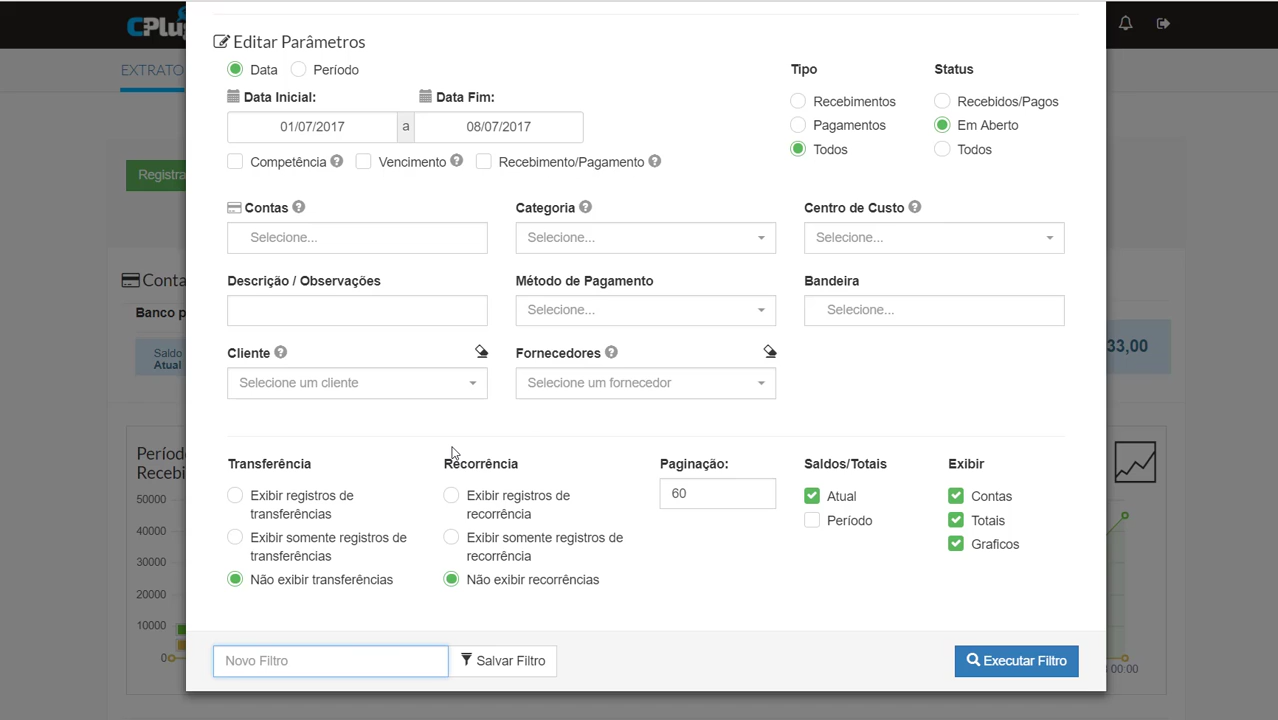 CPlug
EXTRATO
Registra
Conta
Banco p
Saldo
Atual
33,00
Períod
Recebi
50000
40000
30000
20000
10000
0
00:00
Editar Parâmetros
Data Período
Data Inicial: Data Fim:
01/07/2017 a 08/07/2017
Competência Vencimento Recebimento/Pagamento
Tipo
Recebimentos
Pagamentos
Todos
Status
Recebidos/Pagos
Em Aberto
Todos
Contas Categoria Centro de Custo
Selecione... Selecione... Selecione...
Descrição / Observações Método de Pagamento Bandeira
Selecione... Selecione...
Cliente Fornecedores
Selecione um cliente Selecione um fornecedor
Transferência
Exibir registros de
transferências
Exibir somente registros de
transferências
Não exibir transferências
Recorrência
Exibir registros de
recorrência
Exibir somente registros de
recorrência
Não exibir recorrências
Paginação:
60
Saldos/Totais
Atual
Período
Exibir
Contas
Totais
Graficos
Novo Filtro Salvar Filtro Executar Filtro